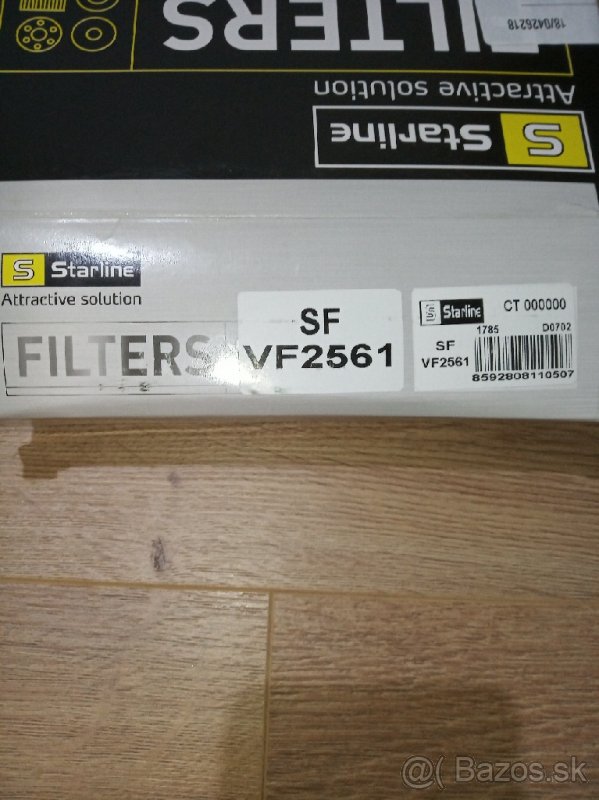 18/0426218
FILTERS
Attractive solution
S Starline
S Starline
Attractive solution
FILTERS
SF
VF2561
Starline
CT 000000
1785
D0702
SF
VF2561
8592808110507
@ Bazos.sk